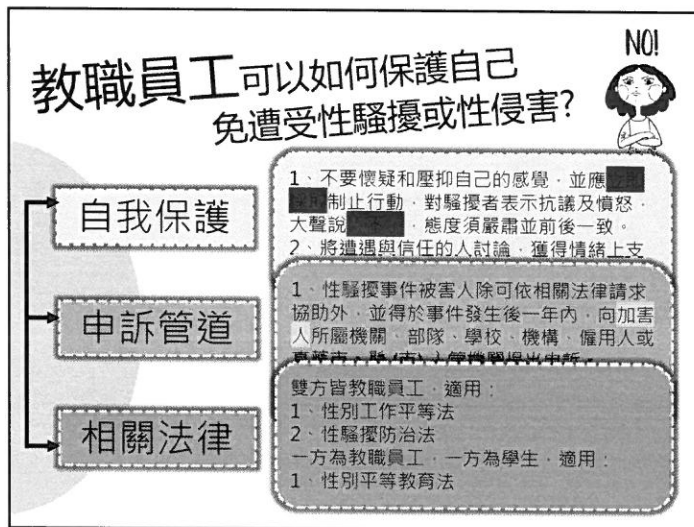 NO!
教職員工可以如何保護自己
免遭受性騷擾或性侵害?
自我保護
1、不要懷疑和壓抑自己的感覺,並應立即
制止行動,對騷擾者表示抗議及憤怒,
大聲說,態度須嚴肅並前後一致。
2、將遭遇與信任的人討論,獲得情緒上支
申訴管道
1、性騷擾事件被害人除可依相關法律請求
協助外,並得於事件發生後一年內,向加害
人所屬機關、部隊、學校、機構、僱用人或
相關法律
雙方皆教職員工,適用:
1、性別工作平等法
2、性騷擾防治法
一方為教職員工,一方為學生,適用:
1、性別平等教育法